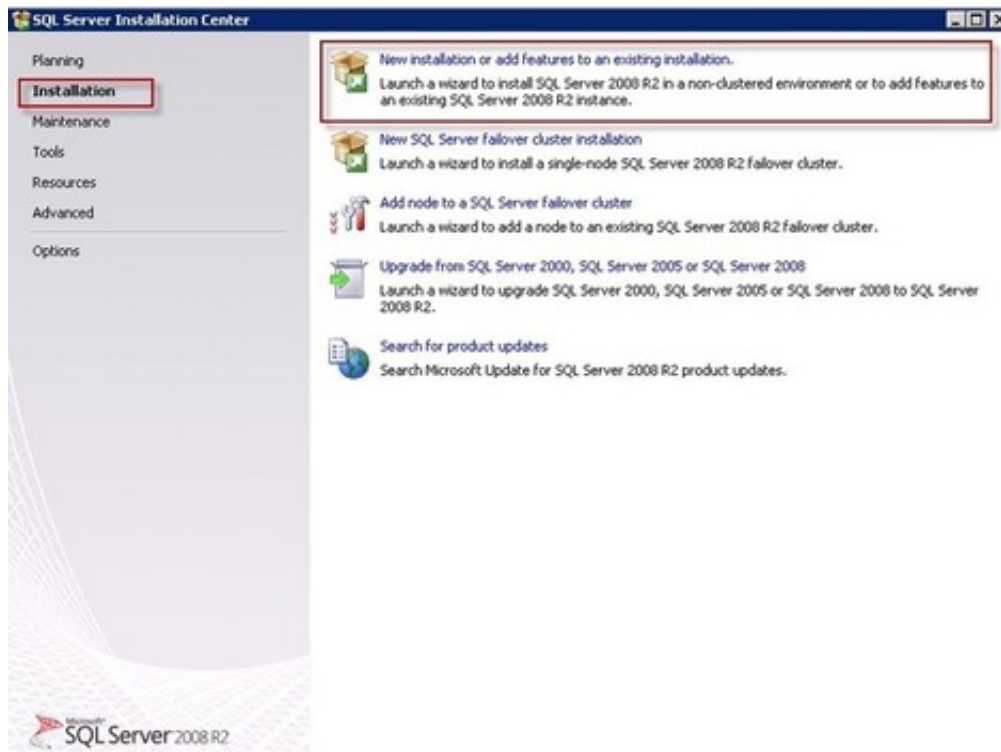 SQL Server Installation Center
Planning
Installation
Maintenance
Tools
Resources
Advanced
Options
New installation or add features to an existing installation.
Launch a wizard to install SQL Server 2008 R2 in a non-clustered environment or to add features to
an existing SQL Server 2008 R2 instance.
New SQL Server failover cluster installation
Launch a wizard to install a single-node SQL Server 2008 R2 failover cluster.
Add node to a SQL Server failover cluster
Launch a wizard to add a node to an existing SQL Server 2008 R2 failover cluster.
Upgrade from SQL Server 2000, SQL Server 2005 or SQL Server 2008
Launch a wizard to upgrade SQL Server 2000, SQL Server 2005 or SQL Server 2008 to SQL Server
2008 R2.
Search for product updates
Search Microsoft Update for SQL Server 2008 R2 product updates.
Microsoft
SQL Server 2008 R2